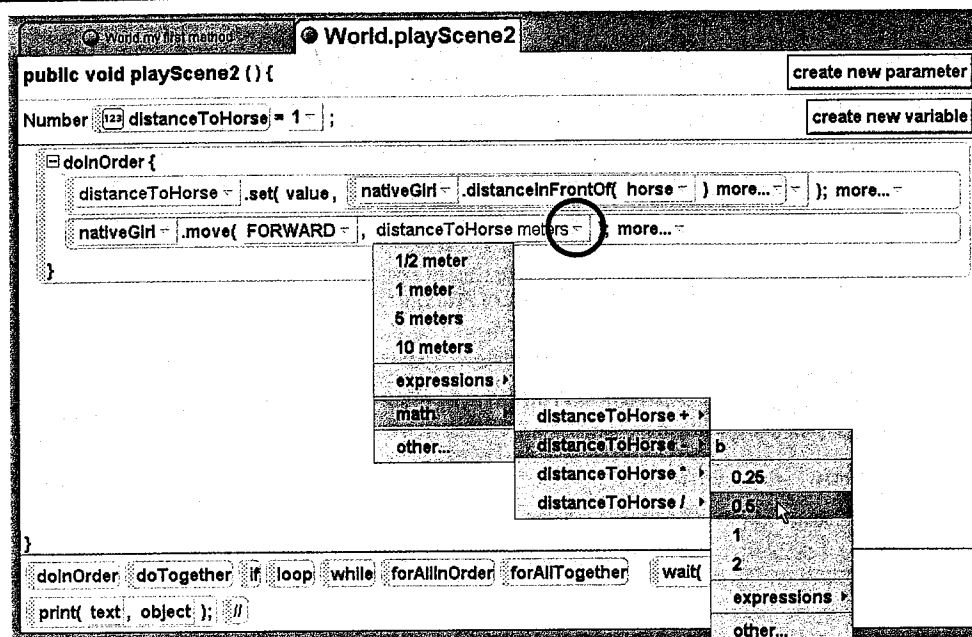 World.my first method World.playScene2
public void playScene2 () { create new parameter
Number 123 distanceToHorse = 1 ; create new variable
doInOrder {
distanceToHorse .set( value , nativeGirl .distanceInFrontOf( horse ) more... ); more...
nativeGirl .move( FORWARD , distanceToHorse meters ); more...
}
1/2 meter
1 meter
5 meters
10 meters
expressions
math
other...
distanceToHorse +
distanceToHorse -
distanceToHorse *
distanceToHorse /
b
0.25
0.5
1
2
expressions
other...
}
doInOrder doTogether if loop while forAllInOrder forAllTogether wait(
print( text , object ); //